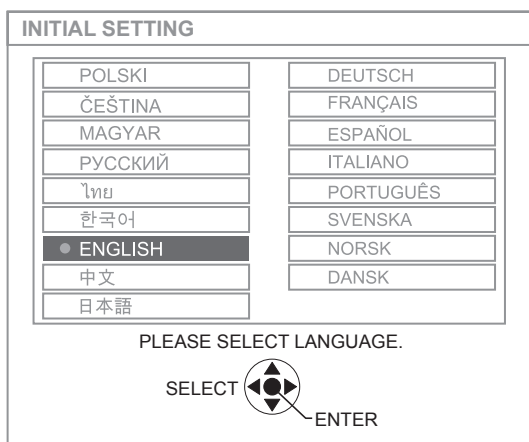 INITIAL SETTING
POLSKI
ČEŠTINA
MAGYAR
РУССКИЙ
ไทย
한국어
ENGLISH
中文
日本語
DEUTSCH
FRANÇAIS
ESPAÑOL
ITALIANO
PORTUGUÊS
SVENSKA
NORSK
DANSK
PLEASE SELECT LANGUAGE.
SELECT
ENTER